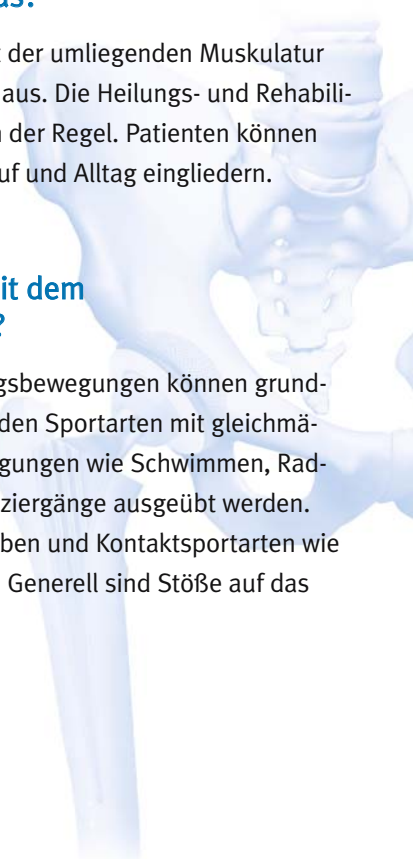 t der umliegenden Muskulatur
aus. Die Heilungs- und Rehabili-
n der Regel. Patienten können
uf und Alltag eingliedern.
it dem
?
gsbewegungen können grund-
den Sportarten mit gleichmä-
gungen wie Schwimmen, Rad-
ziergänge ausgeübt werden.
ben und Kontaktsportarten wie
Generell sind Stöße auf das